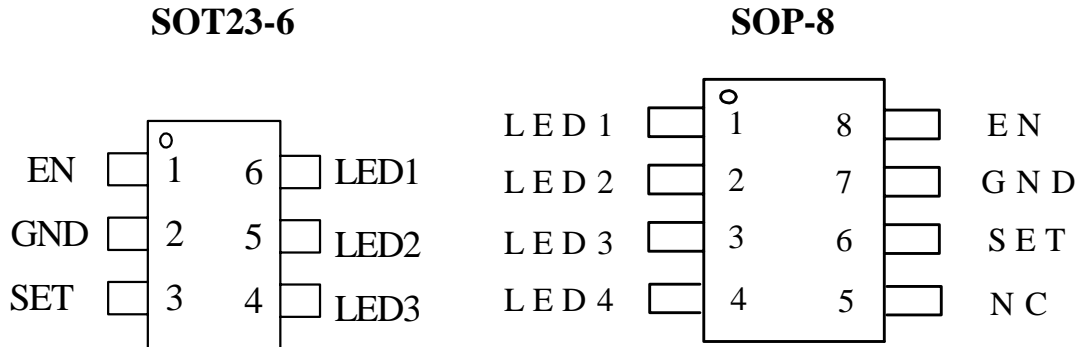 SOT23-6
EN 1 6 LED1
GND 2 5 LED2
SET 3 4 LED3
SOP-8
LED1 1 8 EN
LED2 2 7 GND
LED3 3 6 SET
LED4 4 5 NC